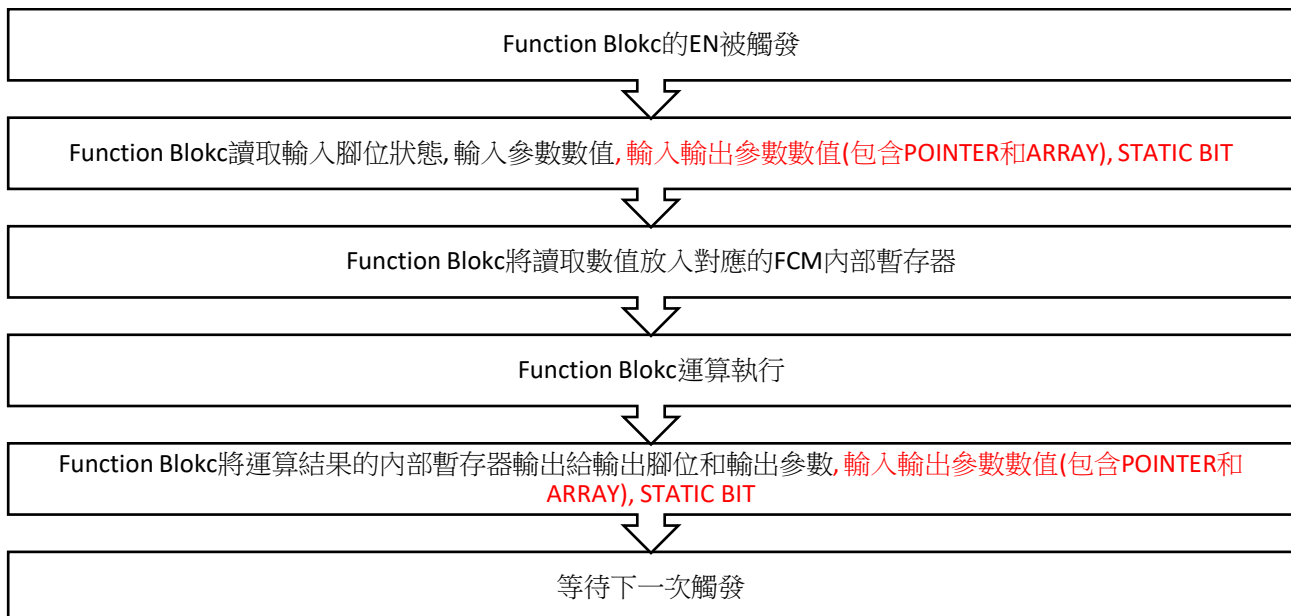 Function Blokc的EN被觸發
Function Blokc讀取輸入腳位狀態, 輸入參數數值, 輸入輸出參數數值(包含POINTER和ARRAY), STATIC BIT
Function Blokc將讀取數值放入對應的FCM內部暫存器
Function Blokc運算執行
Function Blokc將運算結果的內部暫存器輸出給輸出腳位和輸出參數, 輸入輸出參數數值(包含POINTER和
ARRAY), STATIC BIT
等待下一次觸發